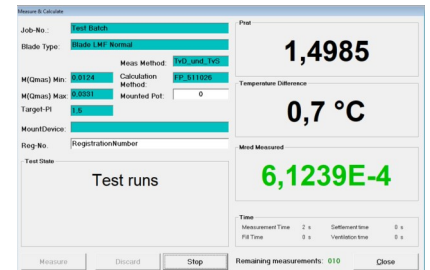 Measure & Calculate
Job-No.: Test Batch
Blade Type: Blade LMF Normal
Meas Method: TvD_und_TvS
M(Qmas) Min: 0,0124 Calculation Method: FP_511026
M(Qmas) Max: 0,0331 Mounted Pot: 0
Target-PI 1,5
MountDevice:
Reg-No. RegistrationNumber
Test State
Test runs
Measure Discard Stop
Prat
1,4985
Temperature Difference
0,7 °C
Mred Measured
6,1239E-4
Time
Measurement Time 2 s Settlement time 0 s
Fill Time 0 s Ventilation time 0 s
Remaining measurements: 010 Close